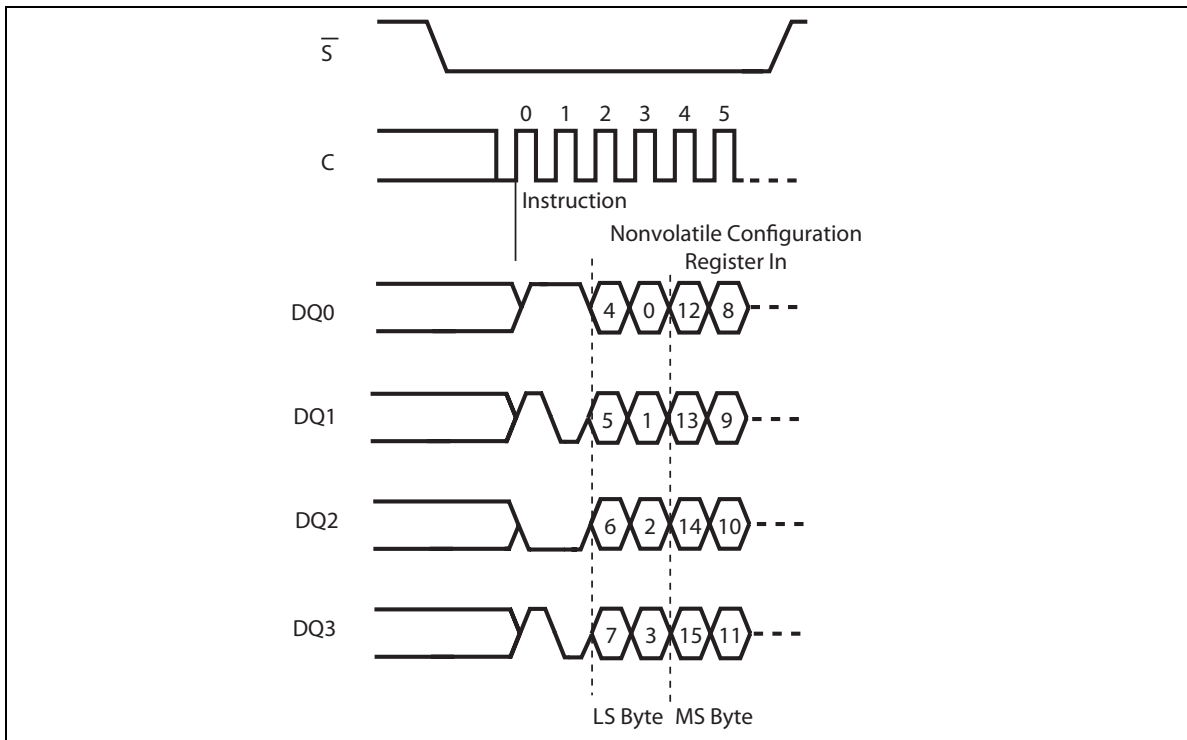 S
C
0 1 2 3 4 5
Instruction
Nonvolatile Configuration
Register In
DQ0
4 0 12 8
DQ1
5 1 13 9
DQ2
6 2 14 10
DQ3
7 3 15 11
LS Byte MS Byte